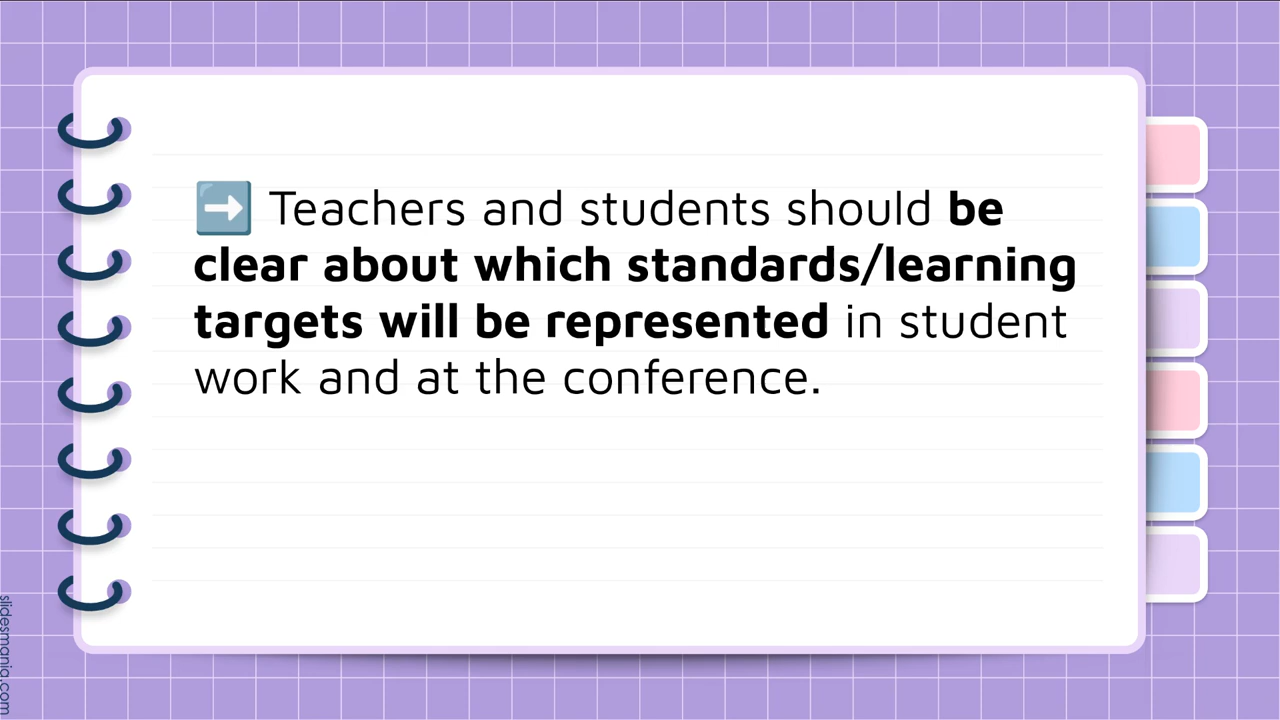 ➡️ Teachers and students should be
clear about which standards/learning
targets will be represented in student
work and at the conference.
slidesmania.com